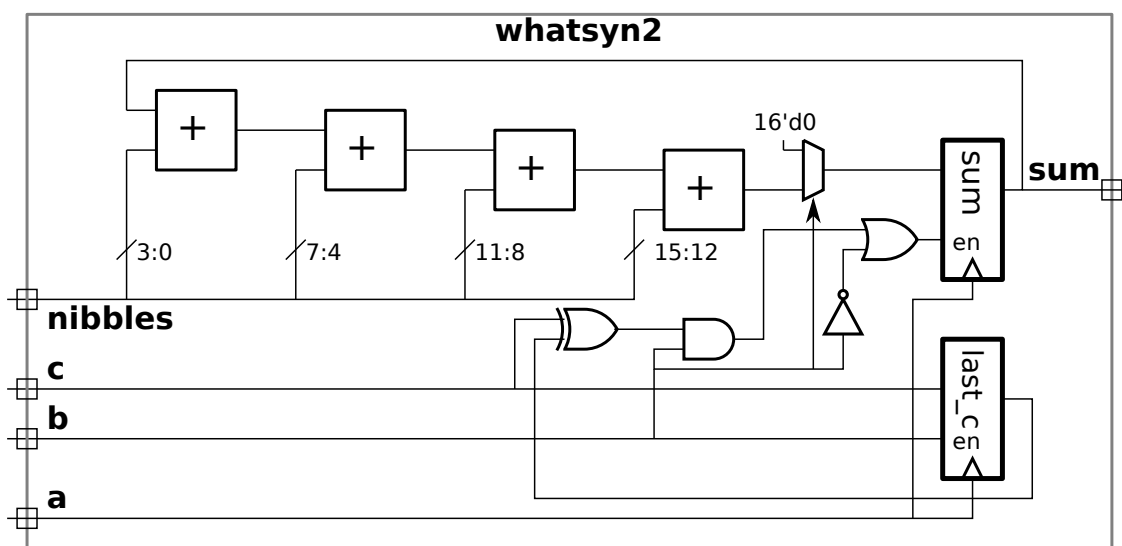 whatsyn2
16'd0
+
+
+
+
sum
sum
en
3:0
7:4
11:8
15:12
nibbles
c
last_c
b
en
a